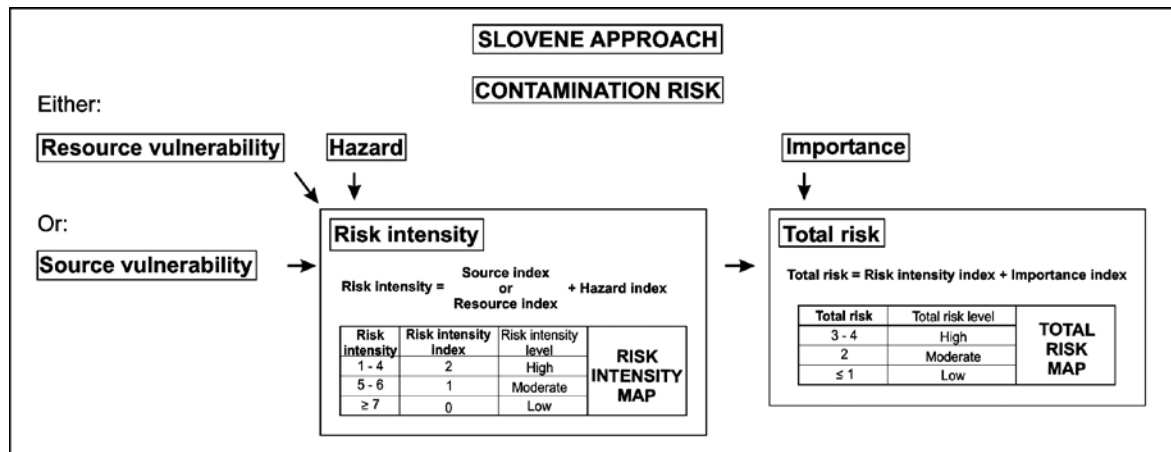 SLOVENE APPROACH
CONTAMINATION RISK
Either:
Resource vulnerability
Hazard
Importance
Or:
Source vulnerability
Risk intensity
Risk intensity = Source index or Resource index + Hazard index
Risk intensity Risk intensity index Risk intensity level
1 - 4 2 High
5 - 6 1 Moderate
≥ 7 0 Low
RISK INTENSITY MAP
Total risk
Total risk = Risk intensity index + Importance index
Total risk Total risk level
3 - 4 High
2 Moderate
≤ 1 Low
TOTAL RISK MAP